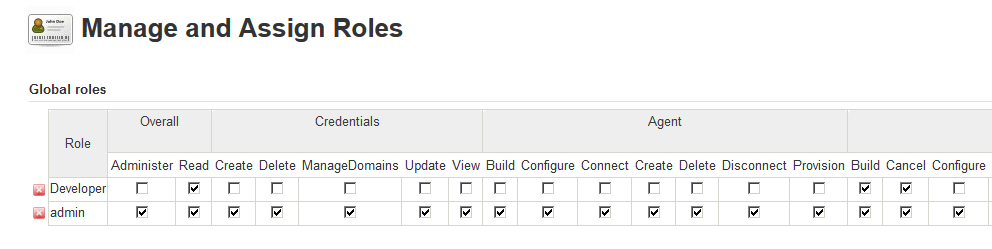 John Doe
Manage and Assign Roles
Global roles
Role Overall Credentials Agent
Administer Read Create Delete ManageDomains Update View Build Configure Connect Create Delete Disconnect Provision Build Cancel Configure
Developer
admin